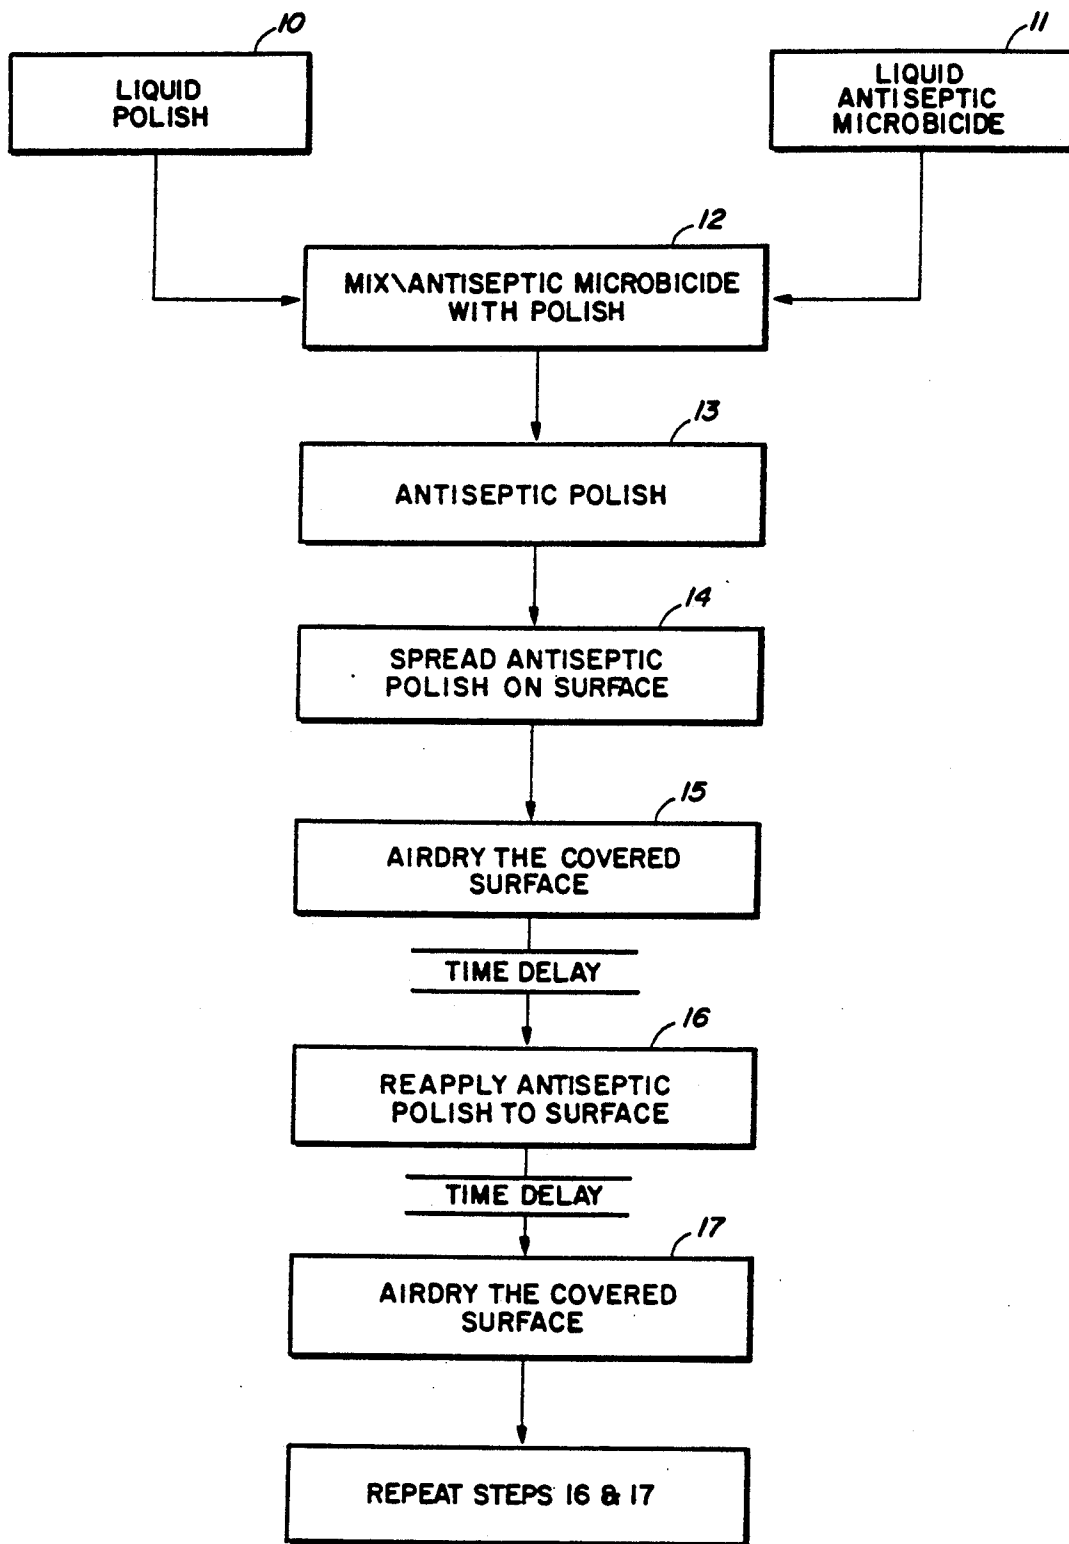 10
LIQUID
POLISH
11
LIQUID
ANTISEPTIC
MICROBICIDE
12
MIX\ANTISEPTIC MICROBICIDE
WITH POLISH
13
ANTISEPTIC POLISH
14
SPREAD ANTISEPTIC
POLISH ON SURFACE
15
AIRDRY THE COVERED
SURFACE
TIME DELAY
16
REAPPLY ANTISEPTIC
POLISH TO SURFACE
TIME DELAY
17
AIRDRY THE COVERED
SURFACE
REPEAT STEPS 16 & 17